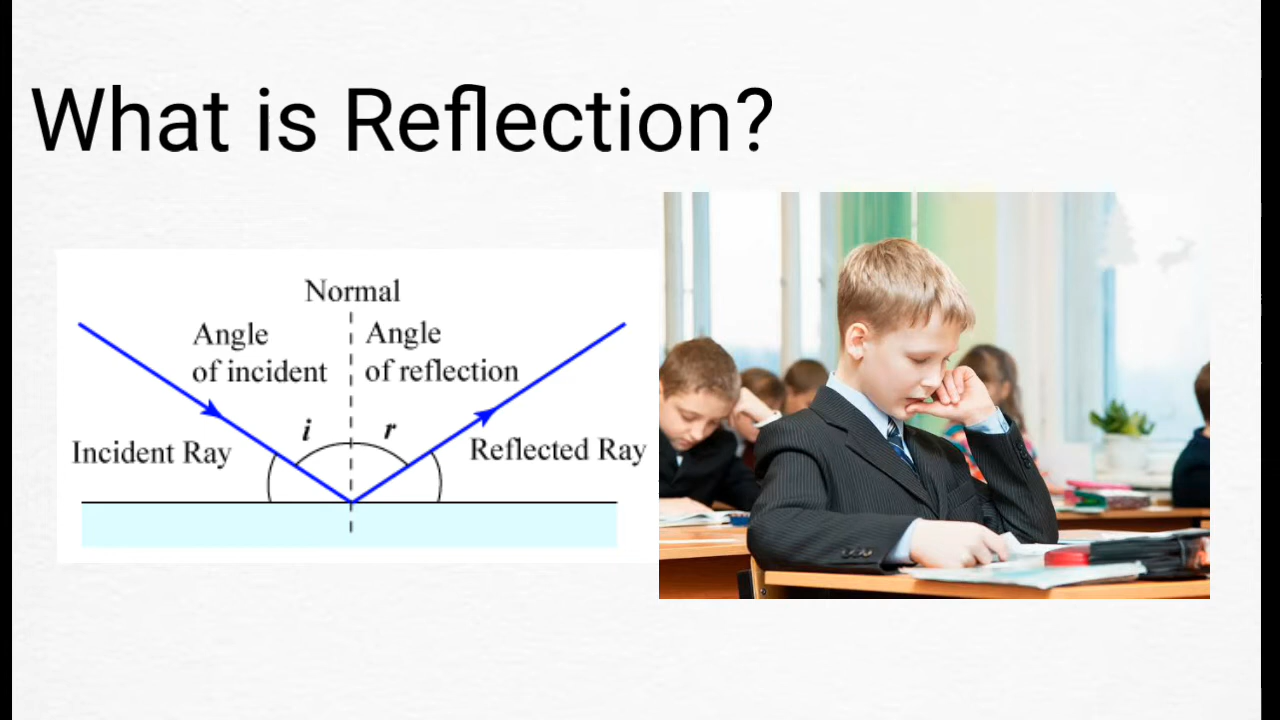 What is Reflection?
Normal
Angle
of incident
Angle
of reflection
i
r
Incident Ray
Reflected Ray